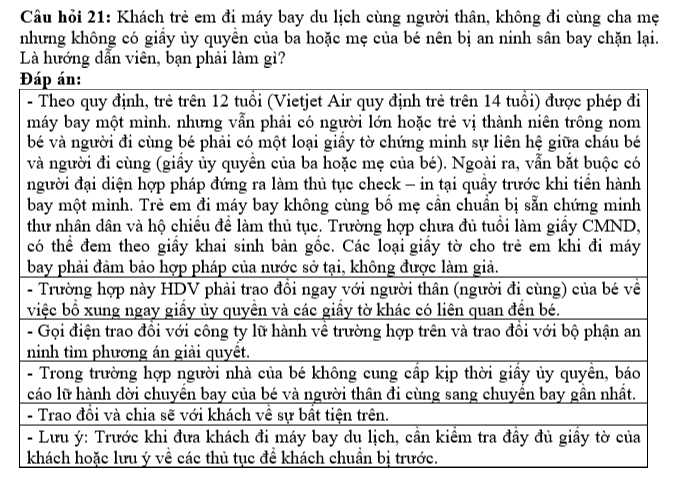 Câu hỏi 21: Khách trẻ em đi máy bay du lịch cùng người thân, không đi cùng cha mẹ
nhưng không có giấy ủy quyền của ba hoặc mẹ của bé nên bị an ninh sân bay chặn lại.
Là hướng dẫn viên, bạn phải làm gì?
Đáp án:
- Theo quy định, trẻ trên 12 tuổi (Vietjet Air quy định trẻ trên 14 tuổi) được phép đi
máy bay một mình. nhưng vẫn phải có người lớn hoặc trẻ vị thành niên trông nom
bé và người đi cùng bé phải có một loại giấy tờ chứng minh sự liên hệ giữa cháu bé
và người đi cùng (giấy ủy quyền của ba hoặc mẹ của bé). Ngoài ra, vẫn bắt buộc có
người đại diện hợp pháp đứng ra làm thủ tục check – in tại quầy trước khi tiến hành
bay một mình. Trẻ em đi máy bay không cùng bố mẹ cần chuẩn bị sẵn chứng minh
thư nhân dân và hộ chiếu để làm thủ tục. Trường hợp chưa đủ tuổi làm giấy CMND,
có thể đem theo giấy khai sinh bản gốc. Các loại giấy tờ cho trẻ em khi đi máy
bay phải đảm bảo hợp pháp của nước sở tại, không được làm giả.
- Trường hợp này HDV phải trao đổi ngay với người thân (người đi cùng) của bé về
việc bổ xung ngay giấy ủy quyền và các giấy tờ khác có liên quan đến bé.
- Gọi điện trao đổi với công ty lữ hành về trường hợp trên và trao đổi với bộ phận an
ninh tìm phương án giải quyết.
- Trong trường hợp người nhà của bé không cung cấp kịp thời giấy ủy quyền, báo
cáo lữ hành dời chuyến bay của bé và người thân đi cùng sang chuyến bay gần nhất.
- Trao đổi và chia sẽ với khách về sự bất tiện trên.
- Lưu ý: Trước khi đưa khách đi máy bay du lịch, cần kiểm tra đầy đủ giấy tờ của
khách hoặc lưu ý về các thủ tục để khách chuẩn bị trước.